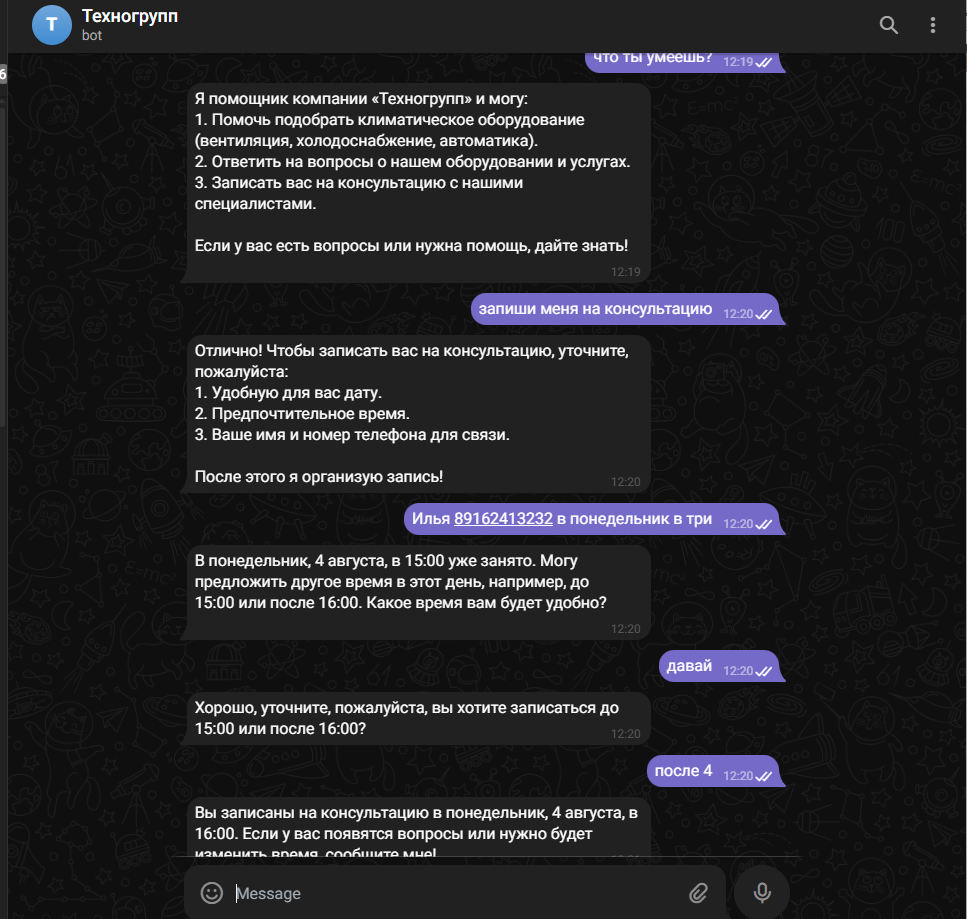 Т
Техногрупп
bot
6
что ты умеешь? 12:19
Я помощник компании «Техногрупп» и могу:
1. Помочь подобрать климатическое оборудование
(вентиляция, холодоснабжение, автоматика).
2. Ответить на вопросы о нашем оборудовании и услугах.
3. Записать вас на консультацию с нашими
специалистами.
Если у вас есть вопросы или нужна помощь, дайте знать!
12:19
запиши меня на консультацию 12:20
Отлично! Чтобы записать вас на консультацию, уточните,
пожалуйста:
1. Удобную для вас дату.
2. Предпочтительное время.
3. Ваше имя и номер телефона для связи.
После этого я организую запись!
12:20
Илья 89162413232 в понедельник в три 12:20
В понедельник, 4 августа, в 15:00 уже занято. Могу
предложить другое время в этот день, например, до
15:00 или после 16:00. Какое время вам будет удобно?
12:20
давай 12:20
Хорошо, уточните, пожалуйста, вы хотите записаться до
15:00 или после 16:00?
12:20
после 4 12:20
Вы записаны на консультацию в понедельник, 4 августа, в
16:00. Если у вас появятся вопросы или нужно будет
изменить время, сообщите мне!
Message